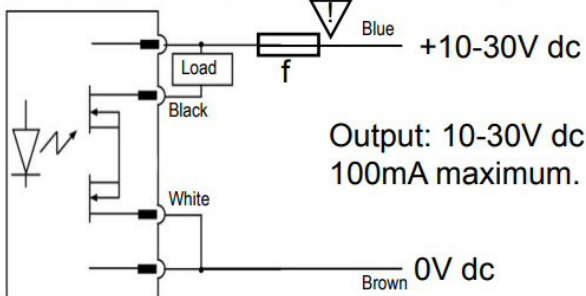 !
Blue
+10-30V dc
Load
f
Black
Output: 10-30V dc
100mA maximum.
White
Brown
0V dc